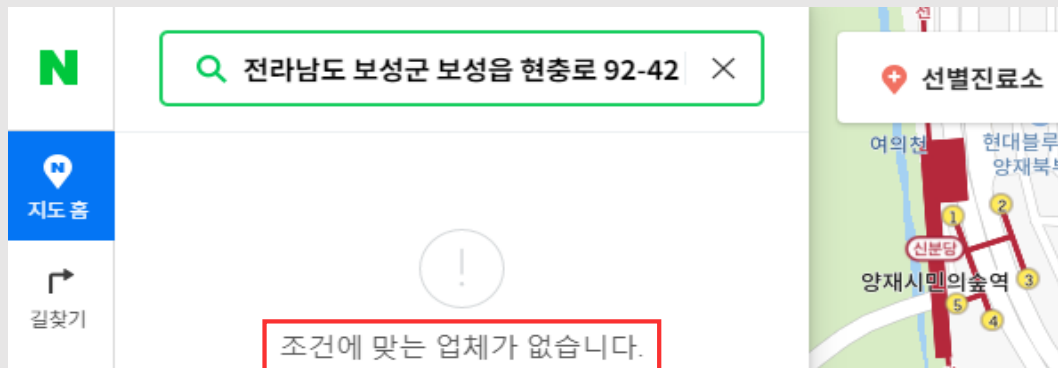 N
전라남도 보성군 보성읍 현충로 92-42
N
지도 홈
길찾기
조건에 맞는 업체가 없습니다.
선
선별진료소
여의천
현대블루
양재북부
1
2
신분당
양재시민의숲역
3
5
4